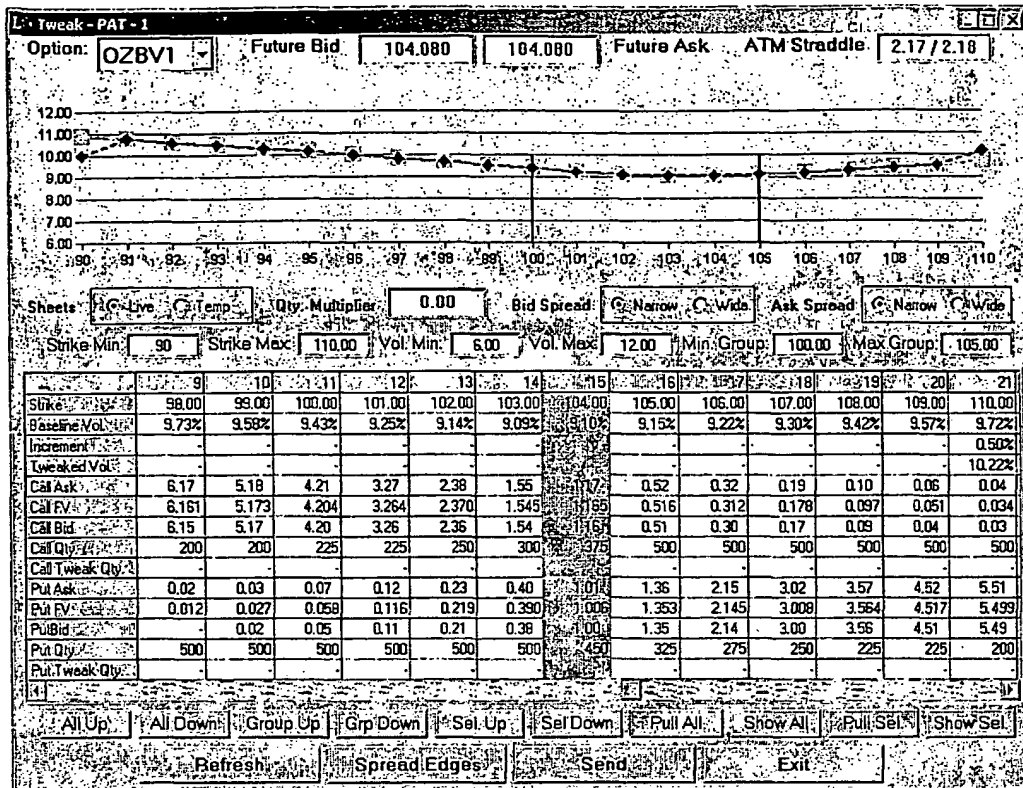 Tweak - PAT - 1
Option: OZBV1 Future Bid 104.080 104.080 Future Ask ATM Straddle 2.17 / 2.18
12.00
11.00
10.00
9.00
8.00
7.00
6.00
90 91 92 93 94 95 96 97 98 99 100 101 102 103 104 105 106 107 108 109 110
Sheets Live Temp Qty. Multiplier 0.00 Bid Spread Narrow Wide Ask Spread Narrow Wide
Strike Min 90 Strike Max 110.00 Vol. Min. 6.00 Vol. Max 12.00 Min. Group 100.00 Max Group 105.00
9 10 11 12 13 14 15 16 17 18 19 20 21
Strike 98.00 99.00 100.00 101.00 102.00 103.00 104.00 105.00 106.00 107.00 108.00 109.00 110.00
Baseline Vol. 9.73% 9.58% 9.43% 9.25% 9.14% 9.09% 9.10% 9.15% 9.22% 9.30% 9.42% 9.57% 9.72%
Increment - - - - - - - - - - - 0.50%
Tweaked Vol. - - - - - - - - - - - 10.22%
Call Ask 6.17 5.18 4.21 3.27 2.38 1.55 0.52 0.32 0.19 0.10 0.06 0.04
Call FV 6.161 5.173 4.204 3.264 2.370 1.545 0.516 0.312 0.178 0.097 0.051 0.034
Call Bid 6.15 5.17 4.20 3.26 2.36 1.54 0.51 0.30 0.17 0.09 0.04 0.03
Call Qty 200 200 225 225 250 300 375 500 500 500 500 500 500
Call Tweak Qty - - - - - - - - - - - -
Put Ask 0.02 0.03 0.07 0.12 0.23 0.40 1.01 1.36 2.15 3.02 3.57 4.52 5.51
Put FV 0.012 0.027 0.058 0.116 0.219 0.390 1.006 1.353 2.145 3.008 3.564 4.517 5.499
Put Bid - 0.02 0.05 0.11 0.21 0.38 1.35 2.14 3.00 3.56 4.51 5.49
Put Qty 500 500 500 500 500 500 450 325 275 250 225 225 200
Put Tweak Qty - - - - - - - - - - - -
All Up All Down Group Up Grp Down Sel. Up Sel Down Pull All Show All Pull Sel Show Sel
Refresh Spread Edges Send Exit